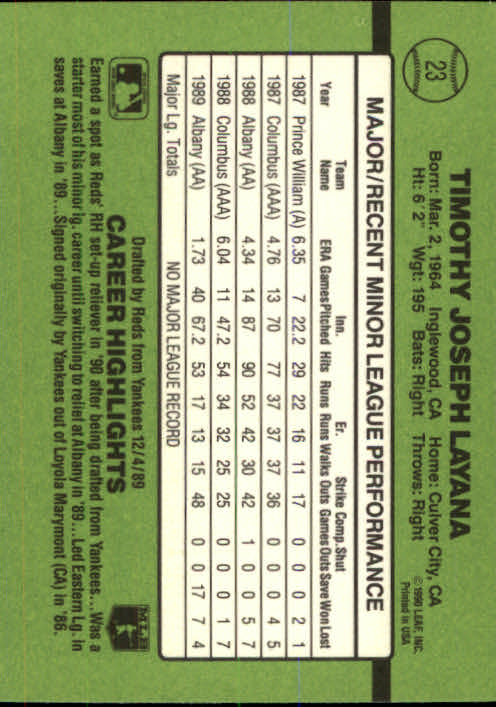 23
TIMOTHY JOSEPH LAYANA
Born: Mar. 2, 1964 Inglewood, CA Home: Culver City, CA
Ht: 6'2" Wgt: 195 Bats: Right Throws: Right
© 1990 LEAF, INC.
Printed in USA
MAJOR/RECENT MINOR LEAGUE PERFORMANCE
Team Inn. Er. Strike Comp. Shut
Year Name ERA Games Pitched Hits Runs Runs Walks Outs Games Outs Save Won Lost
1987 Prince William (A) 6.35 7 22.2 29 22 16 11 17 0 0 0 2 1
1987 Columbus (AAA) 4.76 13 70 77 37 37 37 36 0 0 0 4 5
1988 Albany (AA) 4.34 14 87 90 52 42 30 42 1 0 0 5 7
1988 Columbus (AAA) 6.04 11 47.2 54 34 32 25 25 0 0 0 1 7
1989 Albany (AA) 1.73 40 67.2 53 17 13 15 48 0 0 17 7 4
Major Lg. Totals NO MAJOR LEAGUE RECORD
Drafted by Reds from Yankees 12/4/89
CAREER HIGHLIGHTS
Earned a spot as Reds' RH set-up reliever in '90 after being drafted from Yankees...Was a
starter most of his minor lg. career until switching to relief at Albany in '89...Led Eastern Lg. in
saves at Albany in '89...Signed originally by Yankees out of Loyola Marymont (CA) in '86.